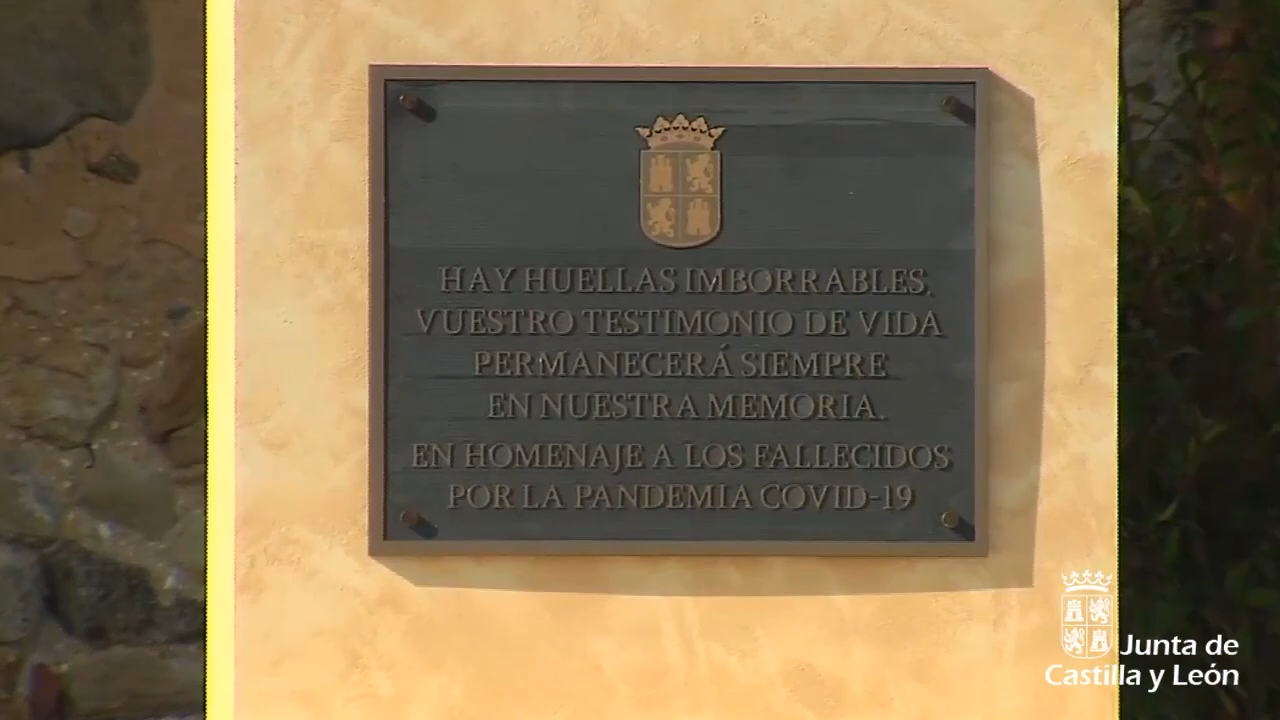 HAY HUELLAS IMBORRABLES.
VUESTRO TESTIMONIO DE VIDA
PERMANECERÁ SIEMPRE
EN NUESTRA MEMORIA.
EN HOMENAJE A LOS FALLECIDOS
POR LA PANDEMIA COVID-19
Junta de
Castilla y León